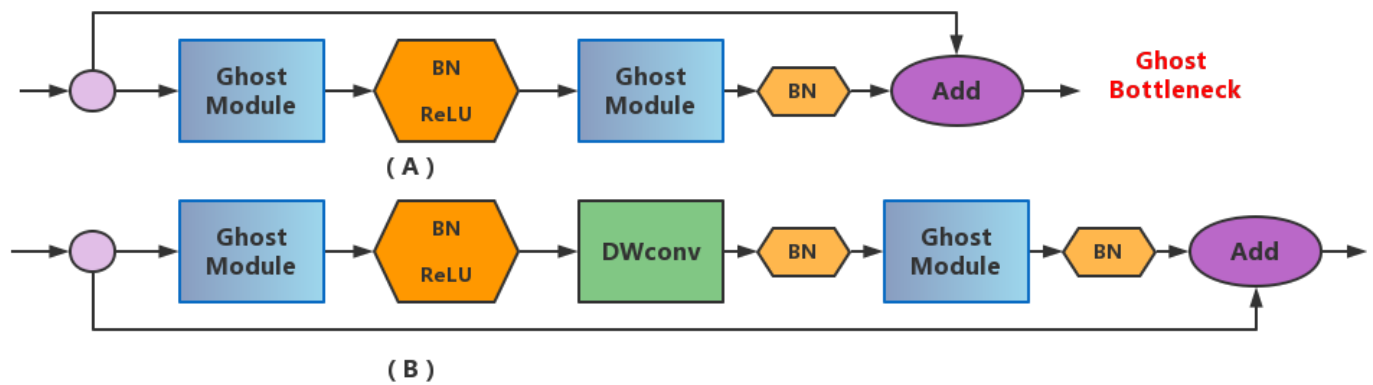 Ghost
Module
BN
ReLU
Ghost
Module
BN
Add
Ghost
Bottleneck
( A )
Ghost
Module
BN
ReLU
DWconv
BN
Ghost
Module
BN
Add
( B )